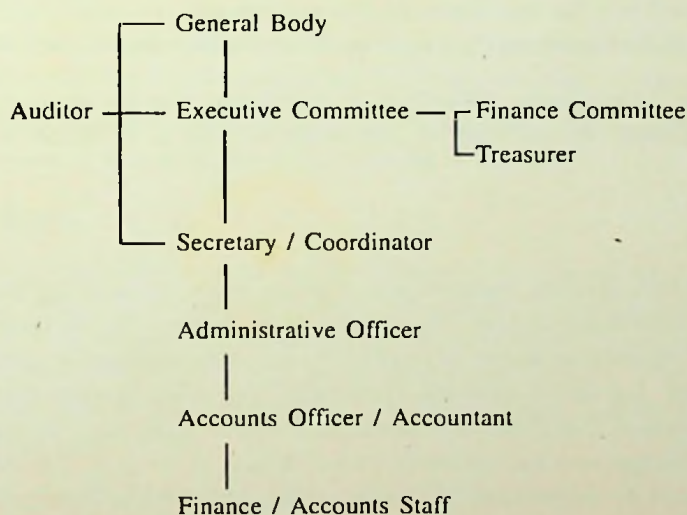 General Body
Auditor Executive Committee Finance Committee
Treasurer
Secretary / Coordinator
Administrative Officer
Accounts Officer / Accountant
Finance / Accounts Staff